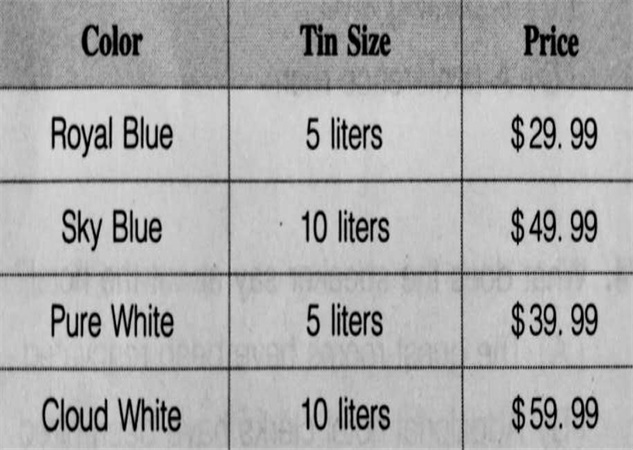 Color Tin Size Price
Royal Blue 5 liters $29.99
Sky Blue 10 liters $49.99
Pure White 5 liters $39.99
Cloud White 10 liters $59.99